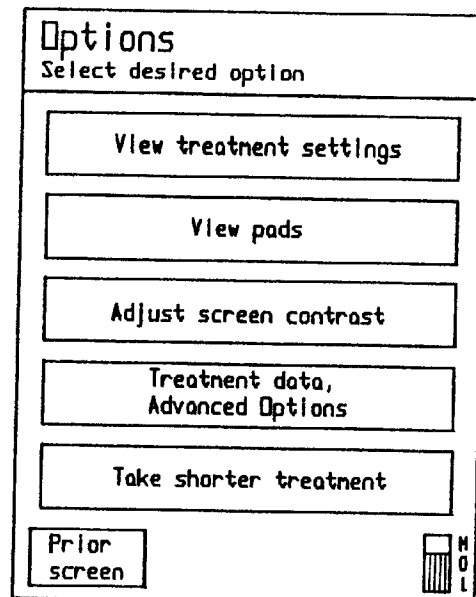 Options
Select desired option
View treatment settings
View pads
Adjust screen contrast
Treatment data,
Advanced Options
Take shorter treatment
Prior
screen
M
O
L